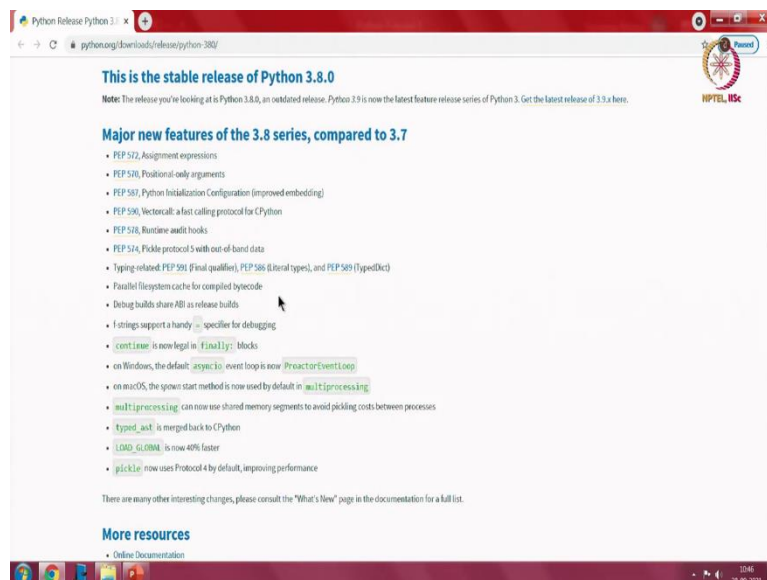 Python Release Python 3.8
python.org/downloads/release/python-380/
Paused
NPTEL, IISc
This is the stable release of Python 3.8.0
Note: The release you're looking at is Python 3.8.0, an outdated release. Python 3.9 is now the latest feature release series of Python 3. Get the latest release of 3.9.x here.
Major new features of the 3.8 series, compared to 3.7
• PEP 572, Assignment expressions
• PEP 570, Positional-only arguments
• PEP 587, Python Initialization Configuration (improved embedding)
• PEP 590, Vectorcall: a fast calling protocol for CPython
• PEP 578, Runtime audit hooks
• PEP 574, Pickle protocol 5 with out-of-band data
• Typing-related: PEP 591 (Final qualifier), PEP 586 (Literal types), and PEP 589 (TypedDict)
• Parallel filesystem cache for compiled bytecode
• Debug builds share ABI as release builds
• f-strings support a handy = specifier for debugging
• continue is now legal in finally: blocks
• on Windows, the default asyncio event loop is now ProactorEventLoop
• on macOS, the spawn start method is now used by default in multiprocessing
• multiprocessing can now use shared memory segments to avoid pickling costs between processes
• typed_ast is merged back to CPython
• LOAD_GLOBAL is now 40% faster
• pickle now uses Protocol 4 by default, improving performance
There are many other interesting changes, please consult the "What's New" page in the documentation for a full list.
More resources
• Online Documentation
10:46